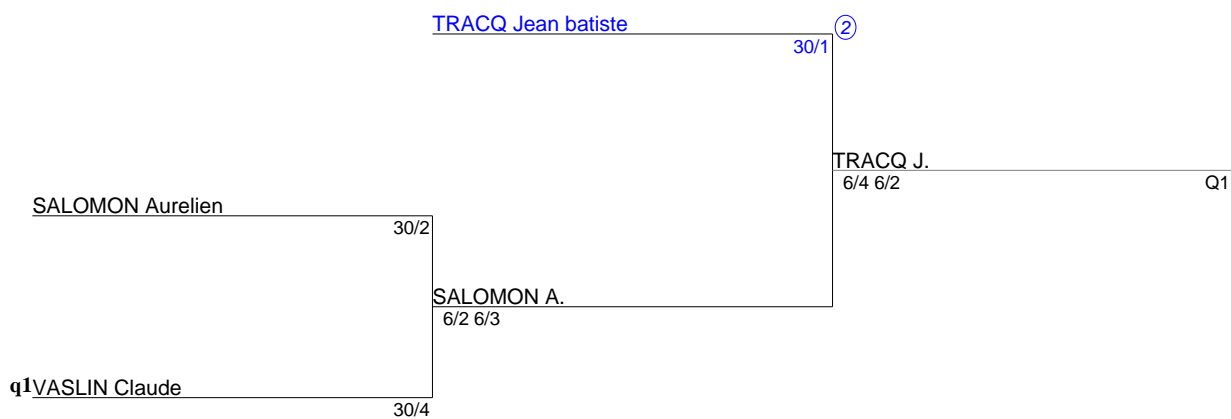 TRACQ Jean batiste
2
30/1
TRACQ J.
6/4 6/2
Q1
SALOMON Aurelien
30/2
SALOMON A.
6/2 6/3
q1VASLIN Claude
30/4